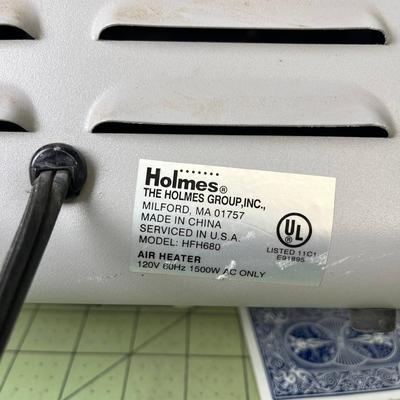 Holmes®
THE HOLMES GROUP,INC.,
MILFORD, MA 01757
MADE IN CHINA
SERVICED IN U.S.A.
MODEL: HFH680
AIR HEATER
120V 60Hz 1500W AC ONLY
UL
LISTED 11C1
E91895